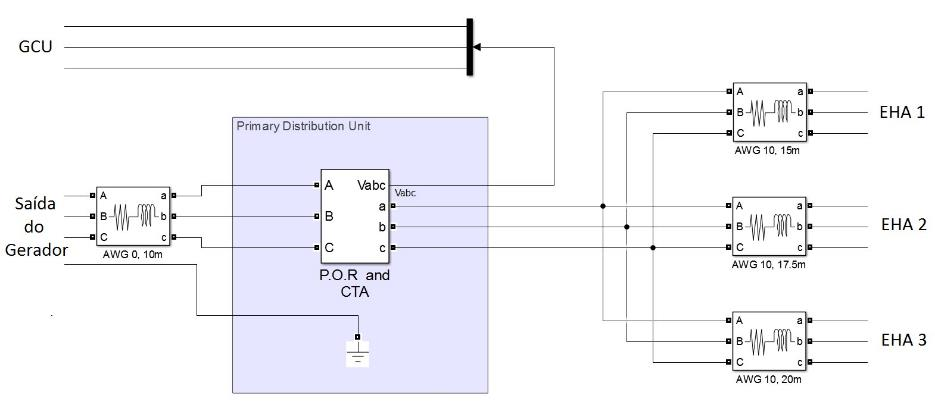 GCU
Primary Distribution Unit
A
B
C
Vabc
a
b
c
Vabc
P.O.R and
CTA
Saída
do
Gerador
A
B
C
a
b
c
AWG 0, 10m
A
B
C
a
b
c
AWG 10, 15m
EHA 1
A
B
C
a
b
c
AWG 10, 17.5m
EHA 2
A
B
C
a
b
c
AWG 10, 20m
EHA 3